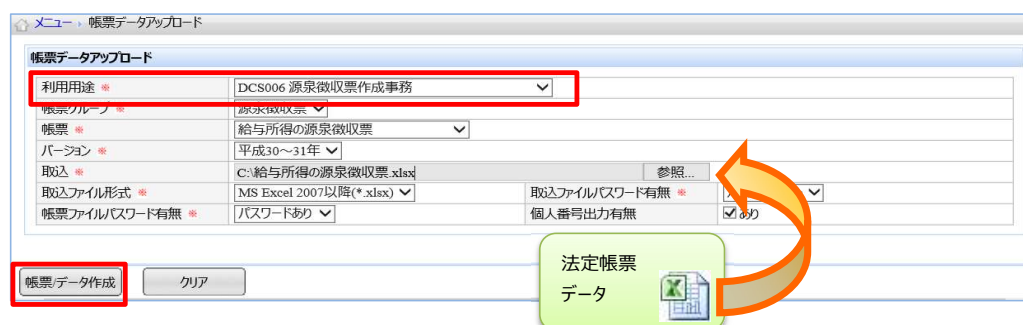 メニュー › 帳票データアップロード
帳票データアップロード
利用用途 ※ DCS006 源泉徴収票作成事務
帳票グループ ※ 源泉徴収票
帳票 ※ 給与所得の源泉徴収票
バージョン ※ 平成30～31年
取込 ※ C:\給与所得の源泉徴収票.xlsx 参照...
取込ファイル形式 ※ MS Excel 2007以降(*.xlsx) 取込ファイルパスワード有無 ※
帳票ファイルパスワード有無 ※ パスワードあり 個人番号出力有無 あり
帳票/データ作成 クリア
法定帳票
データ